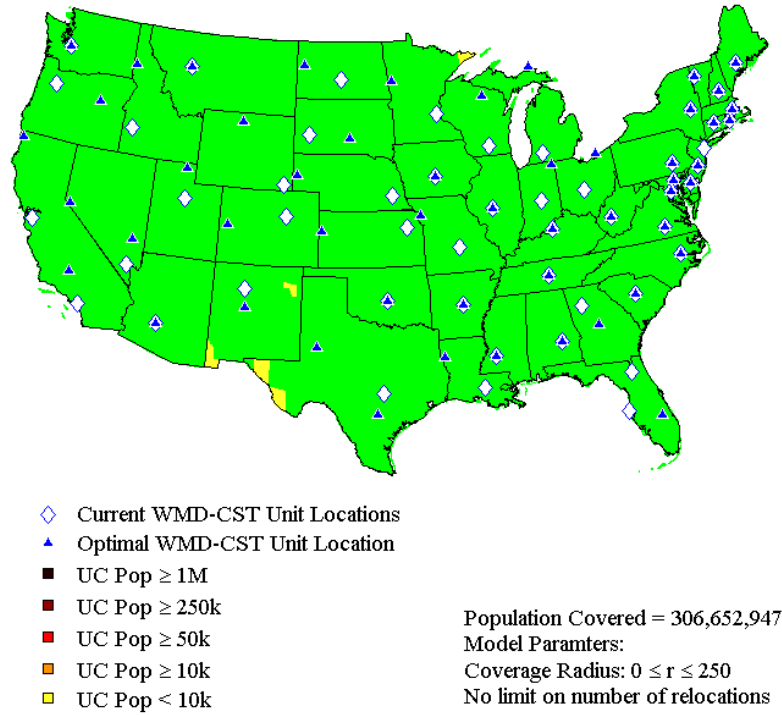 Current WMD-CST Unit Locations
Optimal WMD-CST Unit Location
UC Pop ≥ 1M
UC Pop ≥ 250k
UC Pop ≥ 50k
UC Pop ≥ 10k
UC Pop < 10k
Population Covered = 306,652,947
Model Paramters:
Coverage Radius: 0 ≤ r ≤ 250
No limit on number of relocations